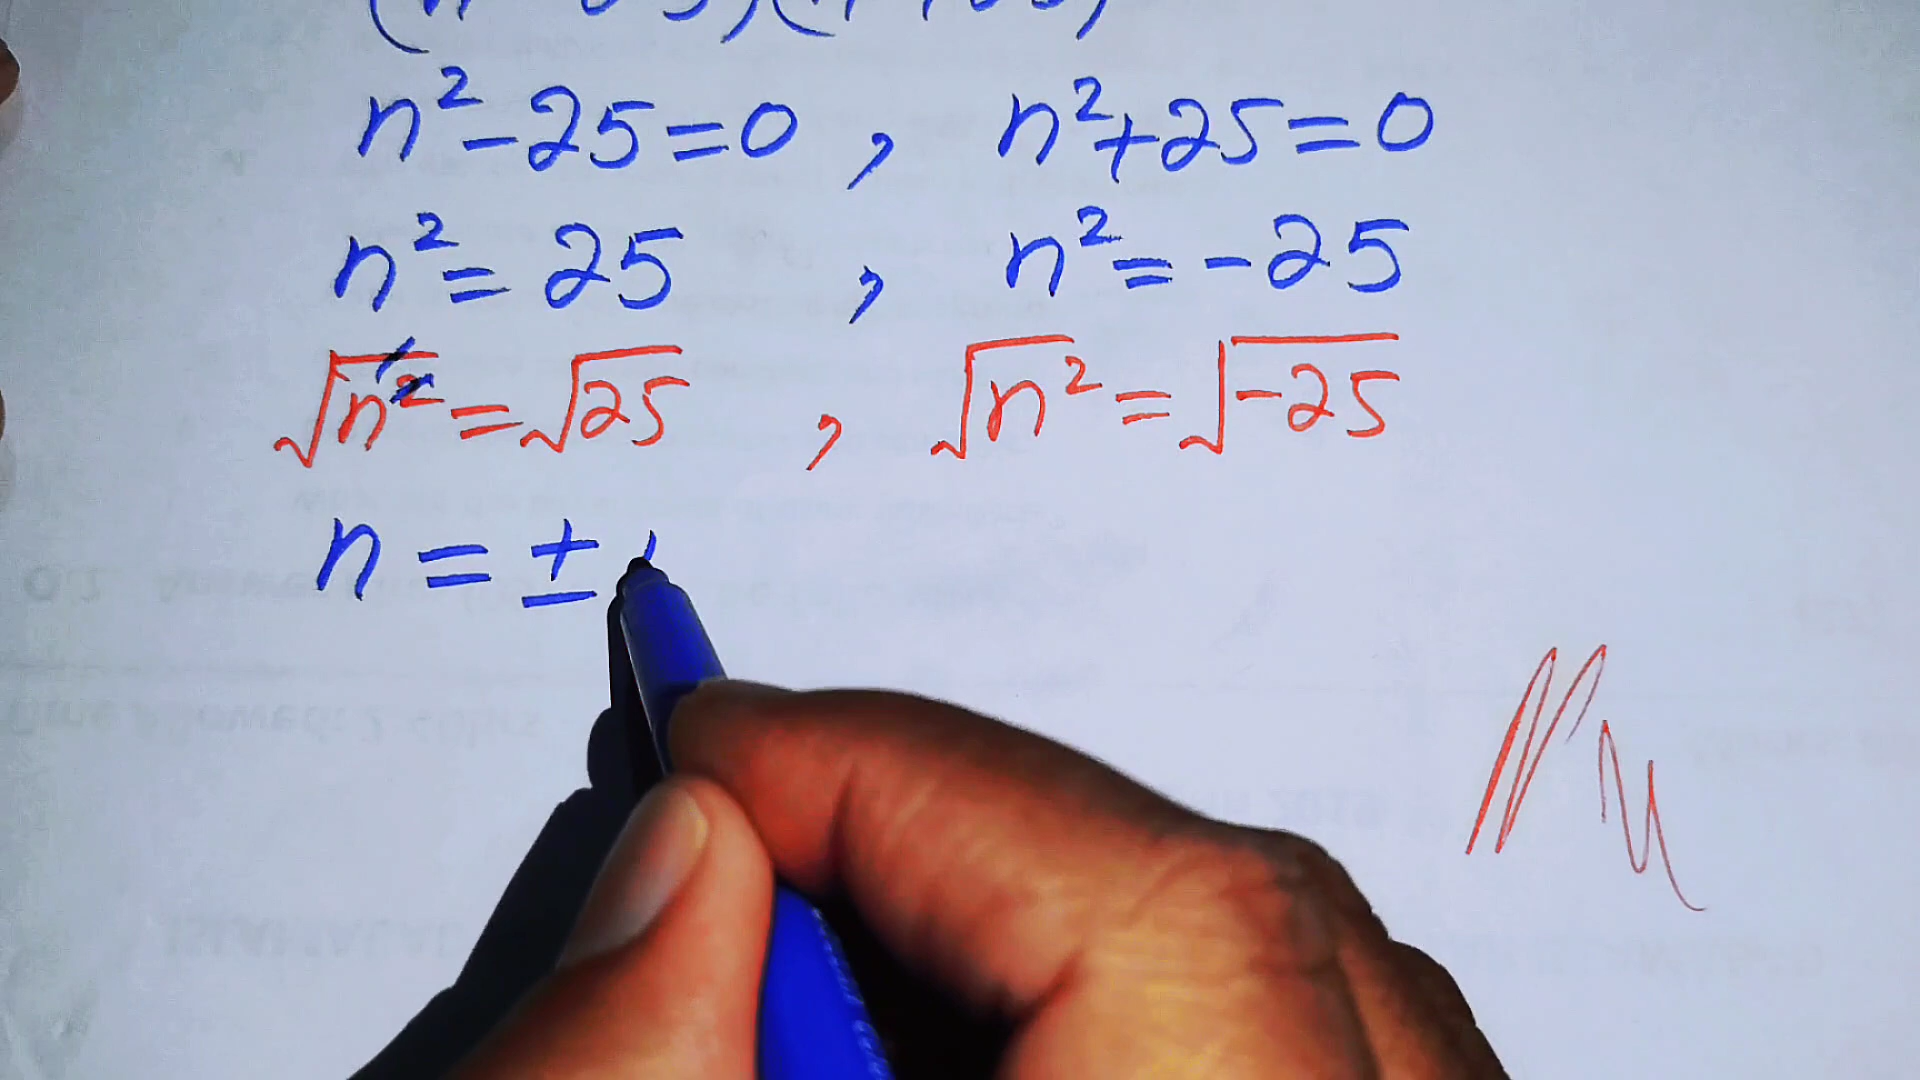 n² - 25 = 0 , n² + 25 = 0
n² = 25 , n² = -25
√n² = √25 , √n² = √-25
n = ±